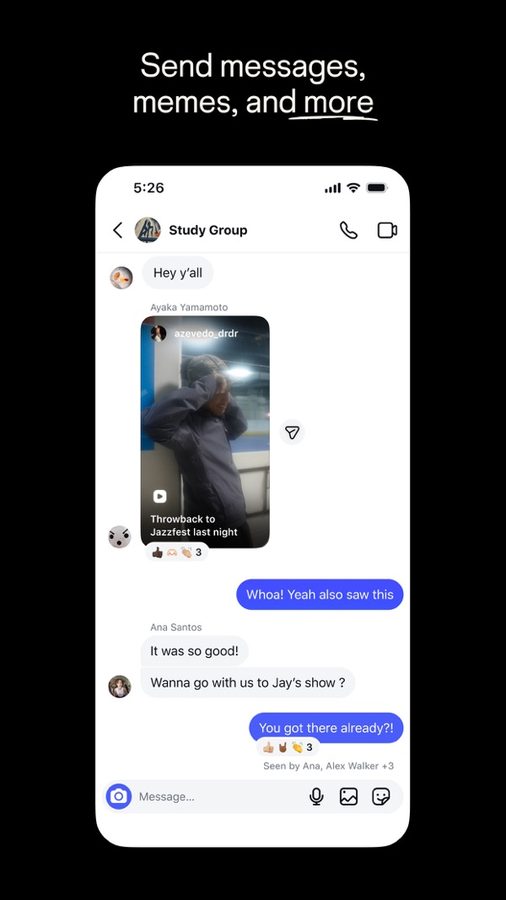 Send messages,
memes, and more
5:26
Study Group
Hey y’all
Ayaka Yamamoto
azevedo_drdr
Throwback to
Jazzfest last night
3
Whoa! Yeah also saw this
Ana Santos
It was so good!
Wanna go with us to Jay’s show ?
You got there already?!
3
Seen by Ana, Alex Walker +3
Message...